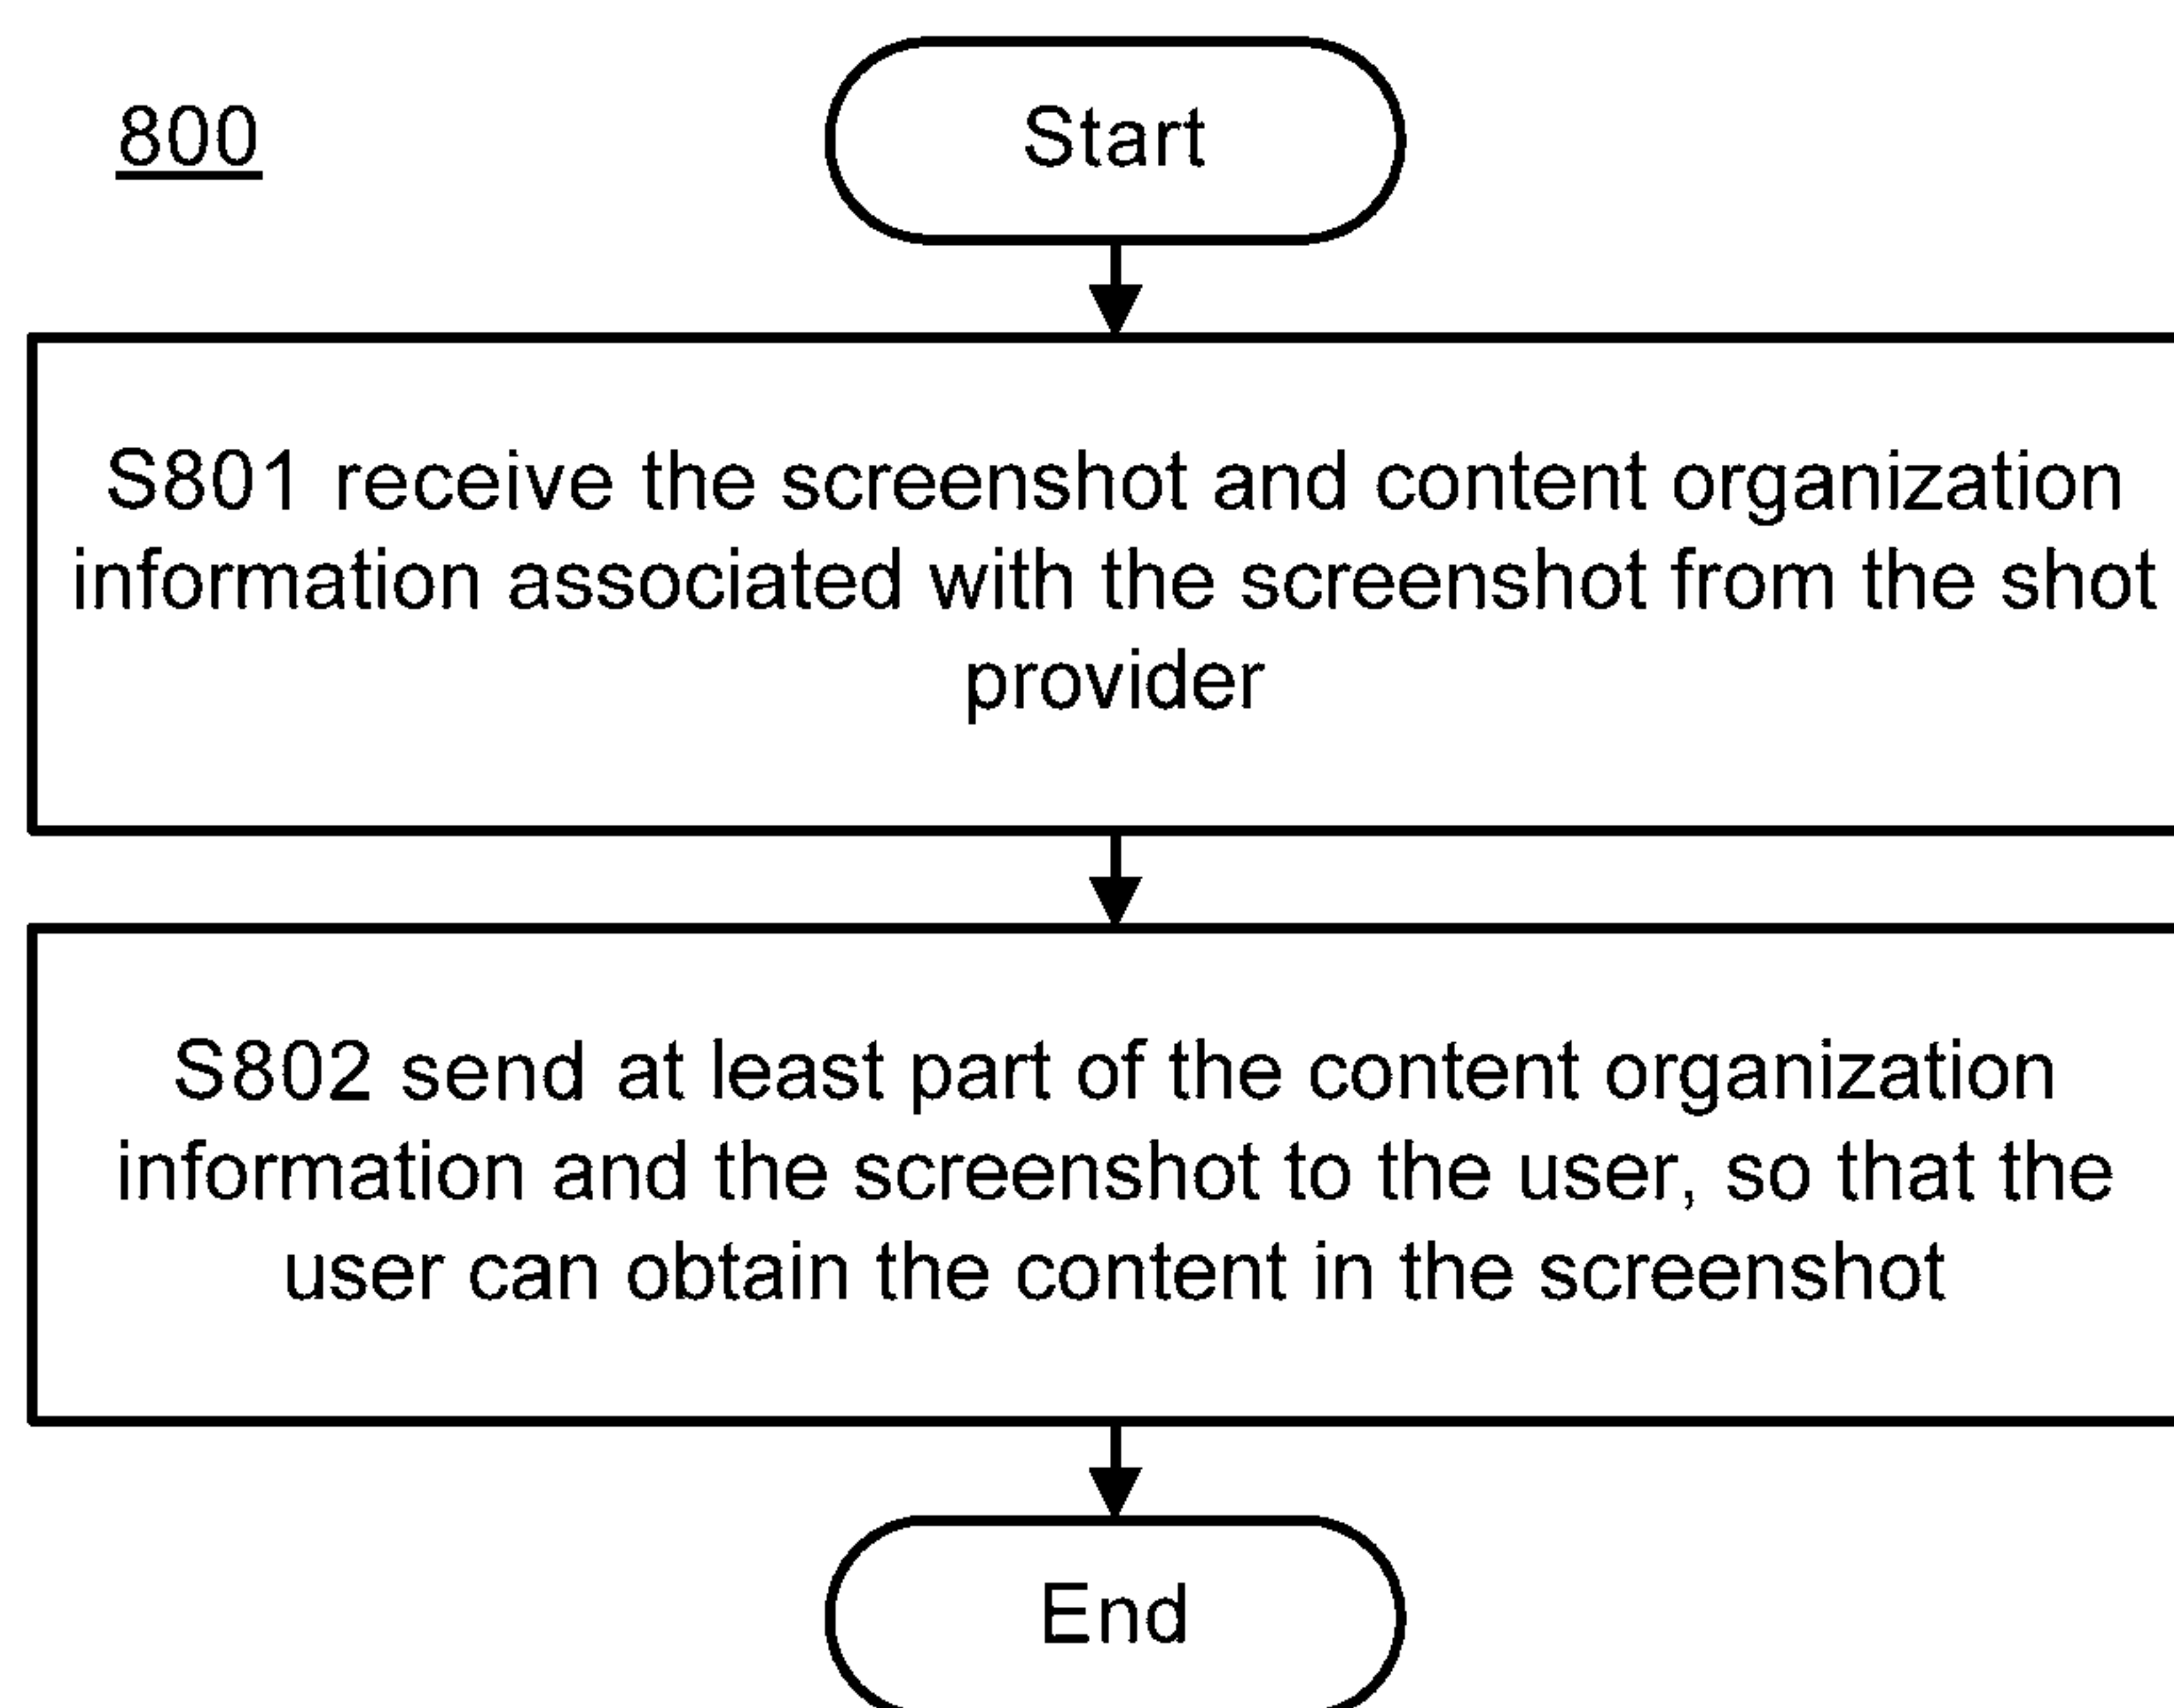 800
Start
S801 receive the screenshot and content organization
information associated with the screenshot from the shot
provider
S802 send at least part of the content organization
information and the screenshot to the user, so that the
user can obtain the content in the screenshot
End